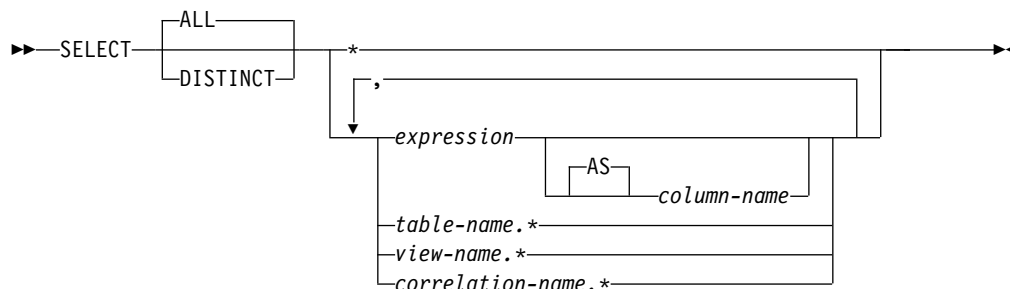 ALL
SELECT
*
DISTINCT
,
expression
AS
column-name
table-name.*
view-name.*
correlation-name.*